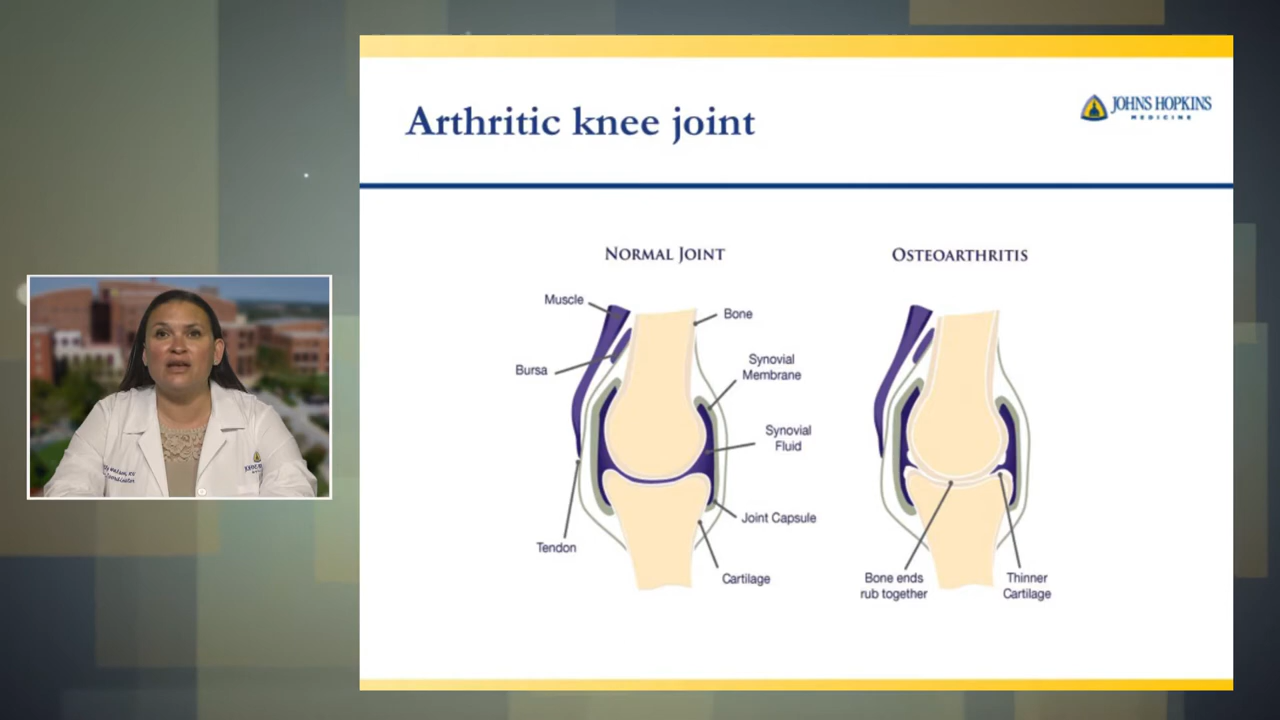 Arthritic knee joint
JOHNS HOPKINS
MEDICINE
NORMAL JOINT
OSTEOARTHRITIS
Muscle
Bone
Bursa
Synovial
Membrane
Synovial
Fluid
Joint Capsule
Tendon
Cartilage
Bone ends
rub together
Thinner
Cartilage